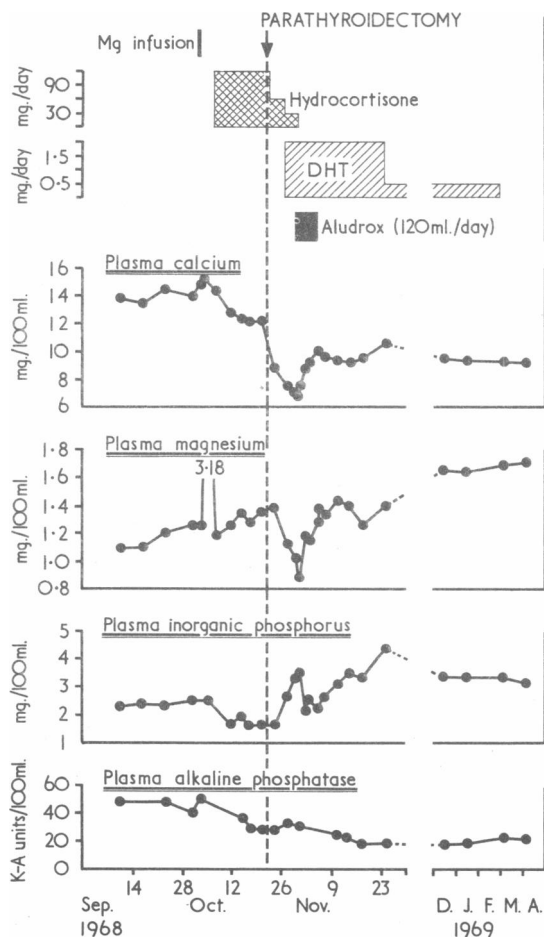 PARATHYROIDECTOMY
Mg infusion
mg./day
90
30
Hydrocortisone
mg/day
1·5
0·5
DHT
Aludrox (120ml./day)
Plasma calcium
mg./100ml.
16
14
12
10
8
6
Plasma magnesium
3·18
mg./100ml.
1·8
1·4
1·2
1·0
0·8
Plasma inorganic phosphorus
mg./100ml.
5
4
3
2
1
Plasma alkaline phosphatase
K-A units/100ml.
60
40
20
0
14 28 12 26 9 23
Sep. Oct. Nov. D. J. F. M. A.
1968 1969